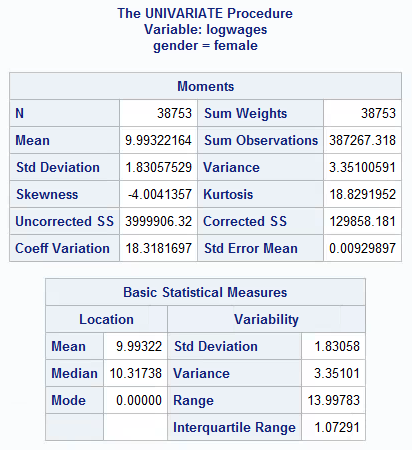 The UNIVARIATE Procedure
Variable: logwages
gender = female
Moments
N 38753 Sum Weights 38753
Mean 9.99322164 Sum Observations 387267.318
Std Deviation 1.83057529 Variance 3.35100591
Skewness -4.0041357 Kurtosis 18.8291952
Uncorrected SS 3999906.32 Corrected SS 129858.181
Coeff Variation 18.3181697 Std Error Mean 0.00929897
Basic Statistical Measures
Location Variability
Mean 9.99322 Std Deviation 1.83058
Median 10.31738 Variance 3.35101
Mode 0.00000 Range 13.99783
Interquartile Range 1.07291